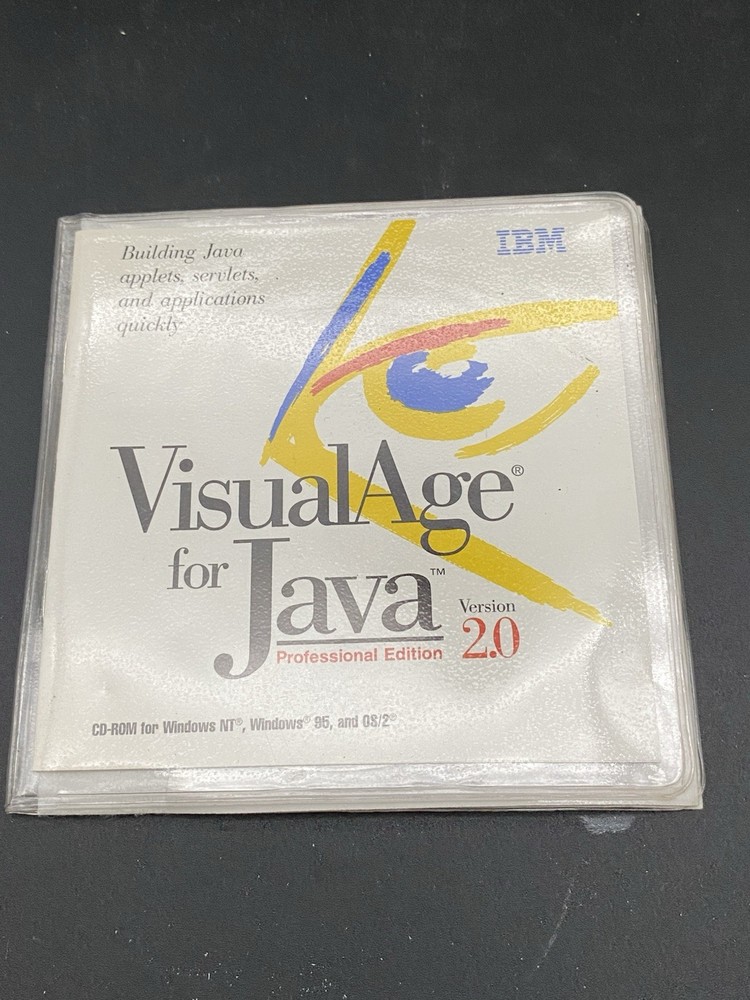 Building Java
applets, servlets,
and applications
quickly
IBM
VisualAge®
for Java™
Professional Edition
Version
2.0
CD-ROM for Windows NT®, Windows® 95, and OS/2®